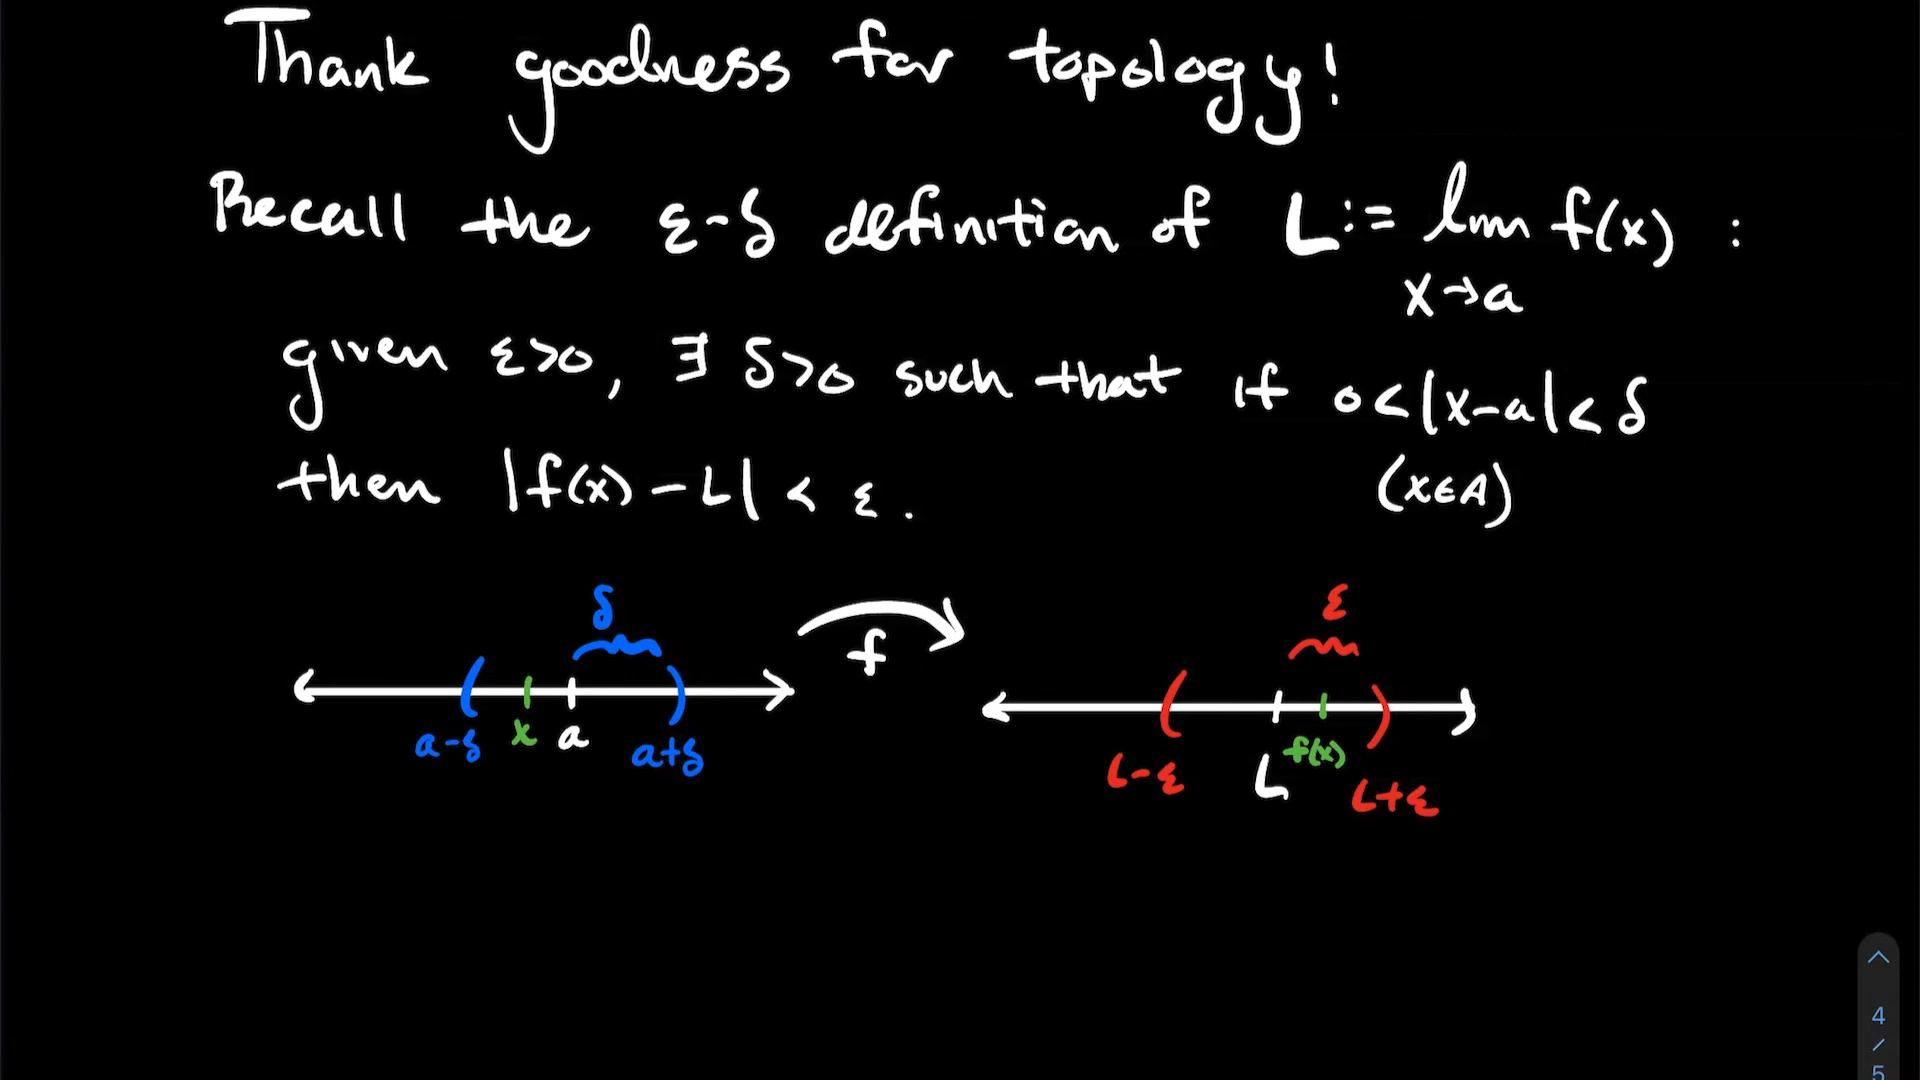 Thank goodness for topology!
Recall the ε-δ definition of L := lim f(x) :
x→a
given ε>0, ∃ δ>0 such that if 0<|x-a|<δ
then |f(x) - L| < ε. (x∈A)
δ
ε
f
a-δ x a a+δ
L-ε L f(x) L+ε
4
/
5